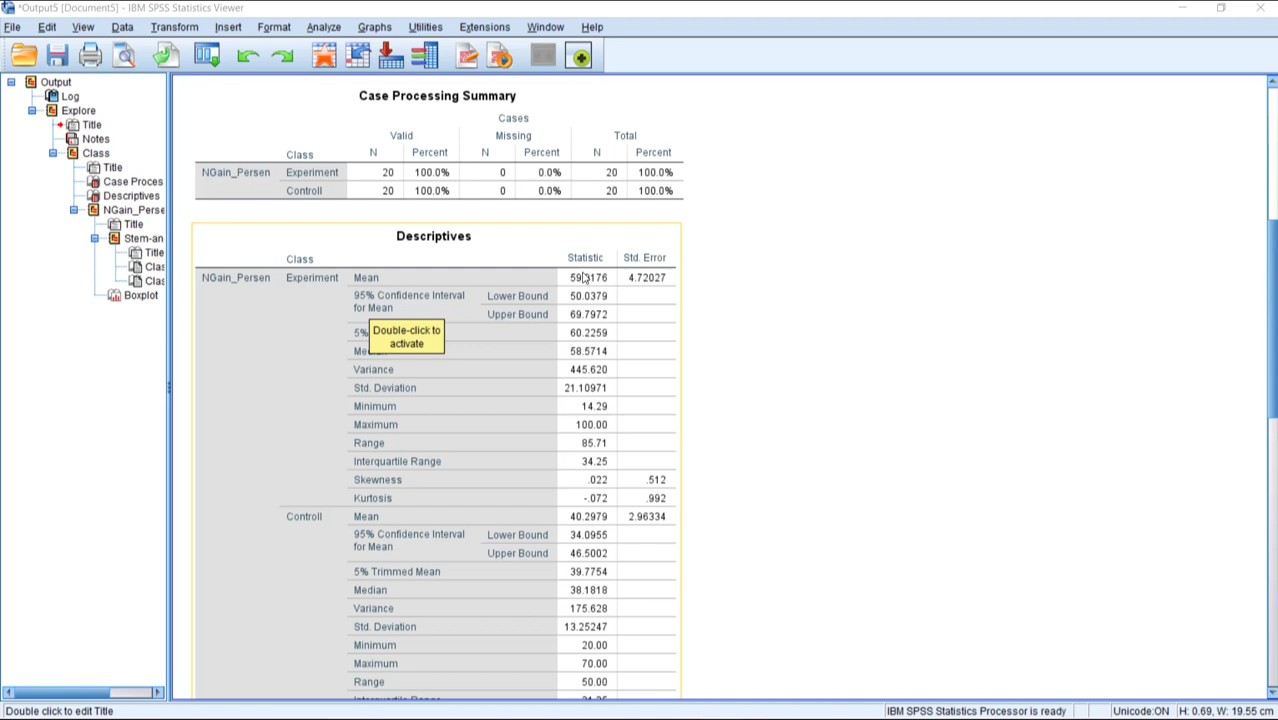 *Output5 [Document5] - IBM SPSS Statistics Viewer
File Edit View Data Transform Insert Format Analyze Graphs Utilities Extensions Window Help
Output
Log
Explore
Title
Notes
Class
Title
Case Proces
Descriptives
NGain_Perse
Title
Stem-an
Title
Clas
Clas
Boxplot
Case Processing Summary
Cases
Valid Missing Total
Class N Percent N Percent N Percent
NGain_Persen Experiment 20 100.0% 0 0.0% 20 100.0%
Controll 20 100.0% 0 0.0% 20 100.0%
Descriptives
Class Statistic Std. Error
NGain_Persen Experiment Mean 59.9176 4.72027
95% Confidence Interval for Mean Lower Bound 50.0379
Upper Bound 69.7972
5% 60.2259
Double-click to
activate
Me 58.5714
Variance 445.620
Std. Deviation 21.10971
Minimum 14.29
Maximum 100.00
Range 85.71
Interquartile Range 34.25
Skewness .022 .512
Kurtosis -.072 .992
Controll Mean 40.2979 2.96334
95% Confidence Interval for Mean Lower Bound 34.0955
Upper Bound 46.5002
5% Trimmed Mean 39.7754
Median 38.1818
Variance 175.628
Std. Deviation 13.25247
Minimum 20.00
Maximum 70.00
Range 50.00
Double click to edit Title
IBM SPSS Statistics Processor is ready Unicode:ON H: 0.69, W: 19.55 cm